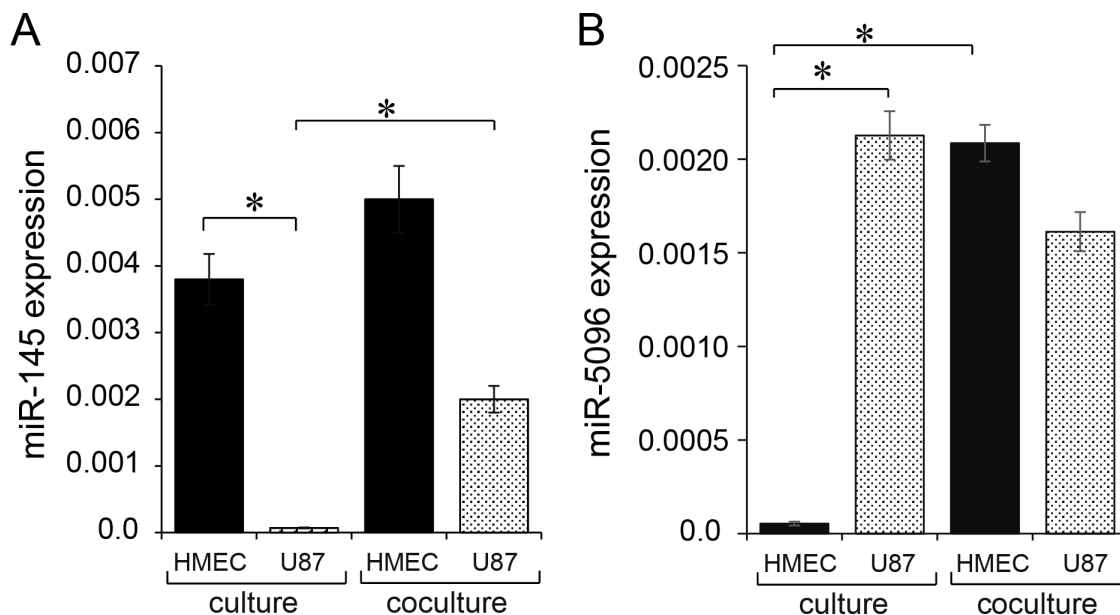 A
miR-145 expression
0.007
0.006
0.005
0.004
0.003
0.002
0.001
0.0
*
*
HMEC U87 HMEC U87
culture coculture
B
miR-5096 expression
0.0025
0.0020
0.0015
0.0010
0.0005
0.0
*
*
HMEC U87 HMEC U87
culture coculture